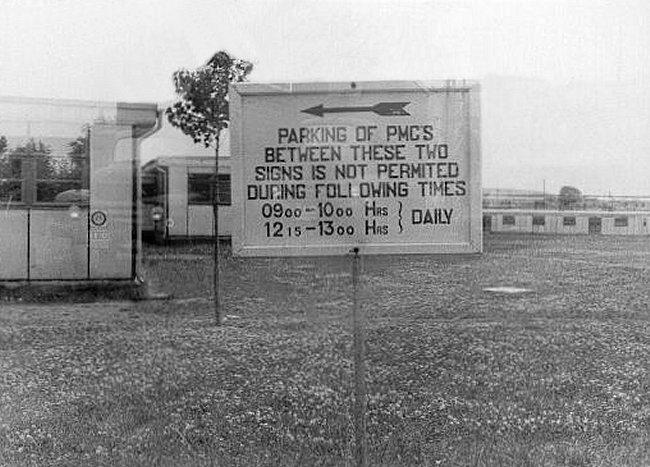 PARKING OF PMC'S
BETWEEN THESE TWO
SIGNS IS NOT PERMITED
DURING FOLLOWING TIMES
0900-1000 HRS } DAILY
1215-1300 HRS